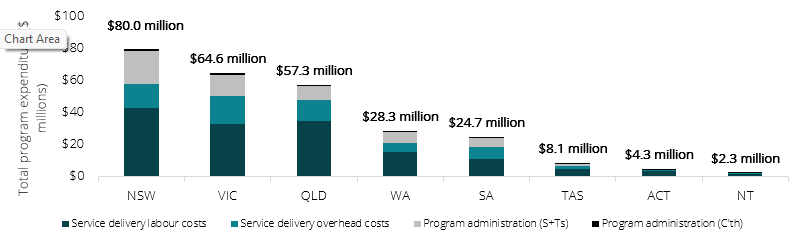 $100
$80.0 million
Chart Area
$80
$64.6 million
$57.3 million
$60
$40
$28.3 million
$24.7 million
$20
$8.1 million
$4.3 million
$2.3 million
$0
Total program expenditure ($
millions)
NSW VIC QLD WA SA TAS ACT NT
Service delivery labour costs Service delivery overhead costs Program administration (S+Ts) Program administration (C'th)